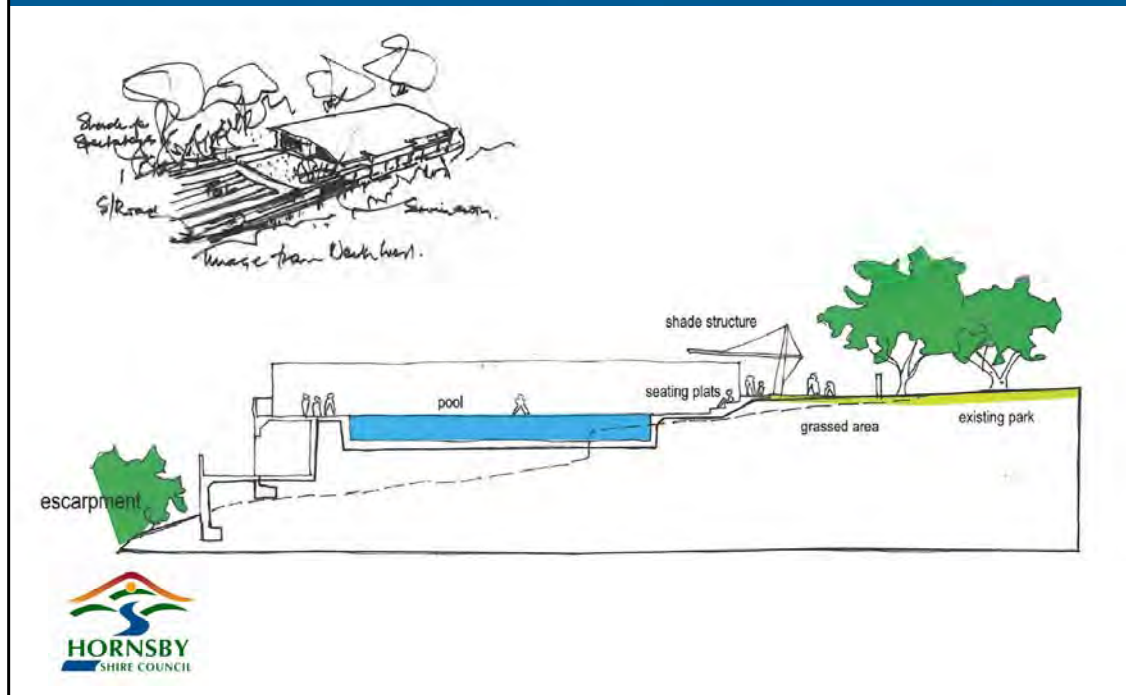 Shade to
Spectators
S/Road
Pool
Image from North West.
shade structure
pool
seating plats
grassed area
existing park
escarpment
HORNSBY
SHIRE COUNCIL